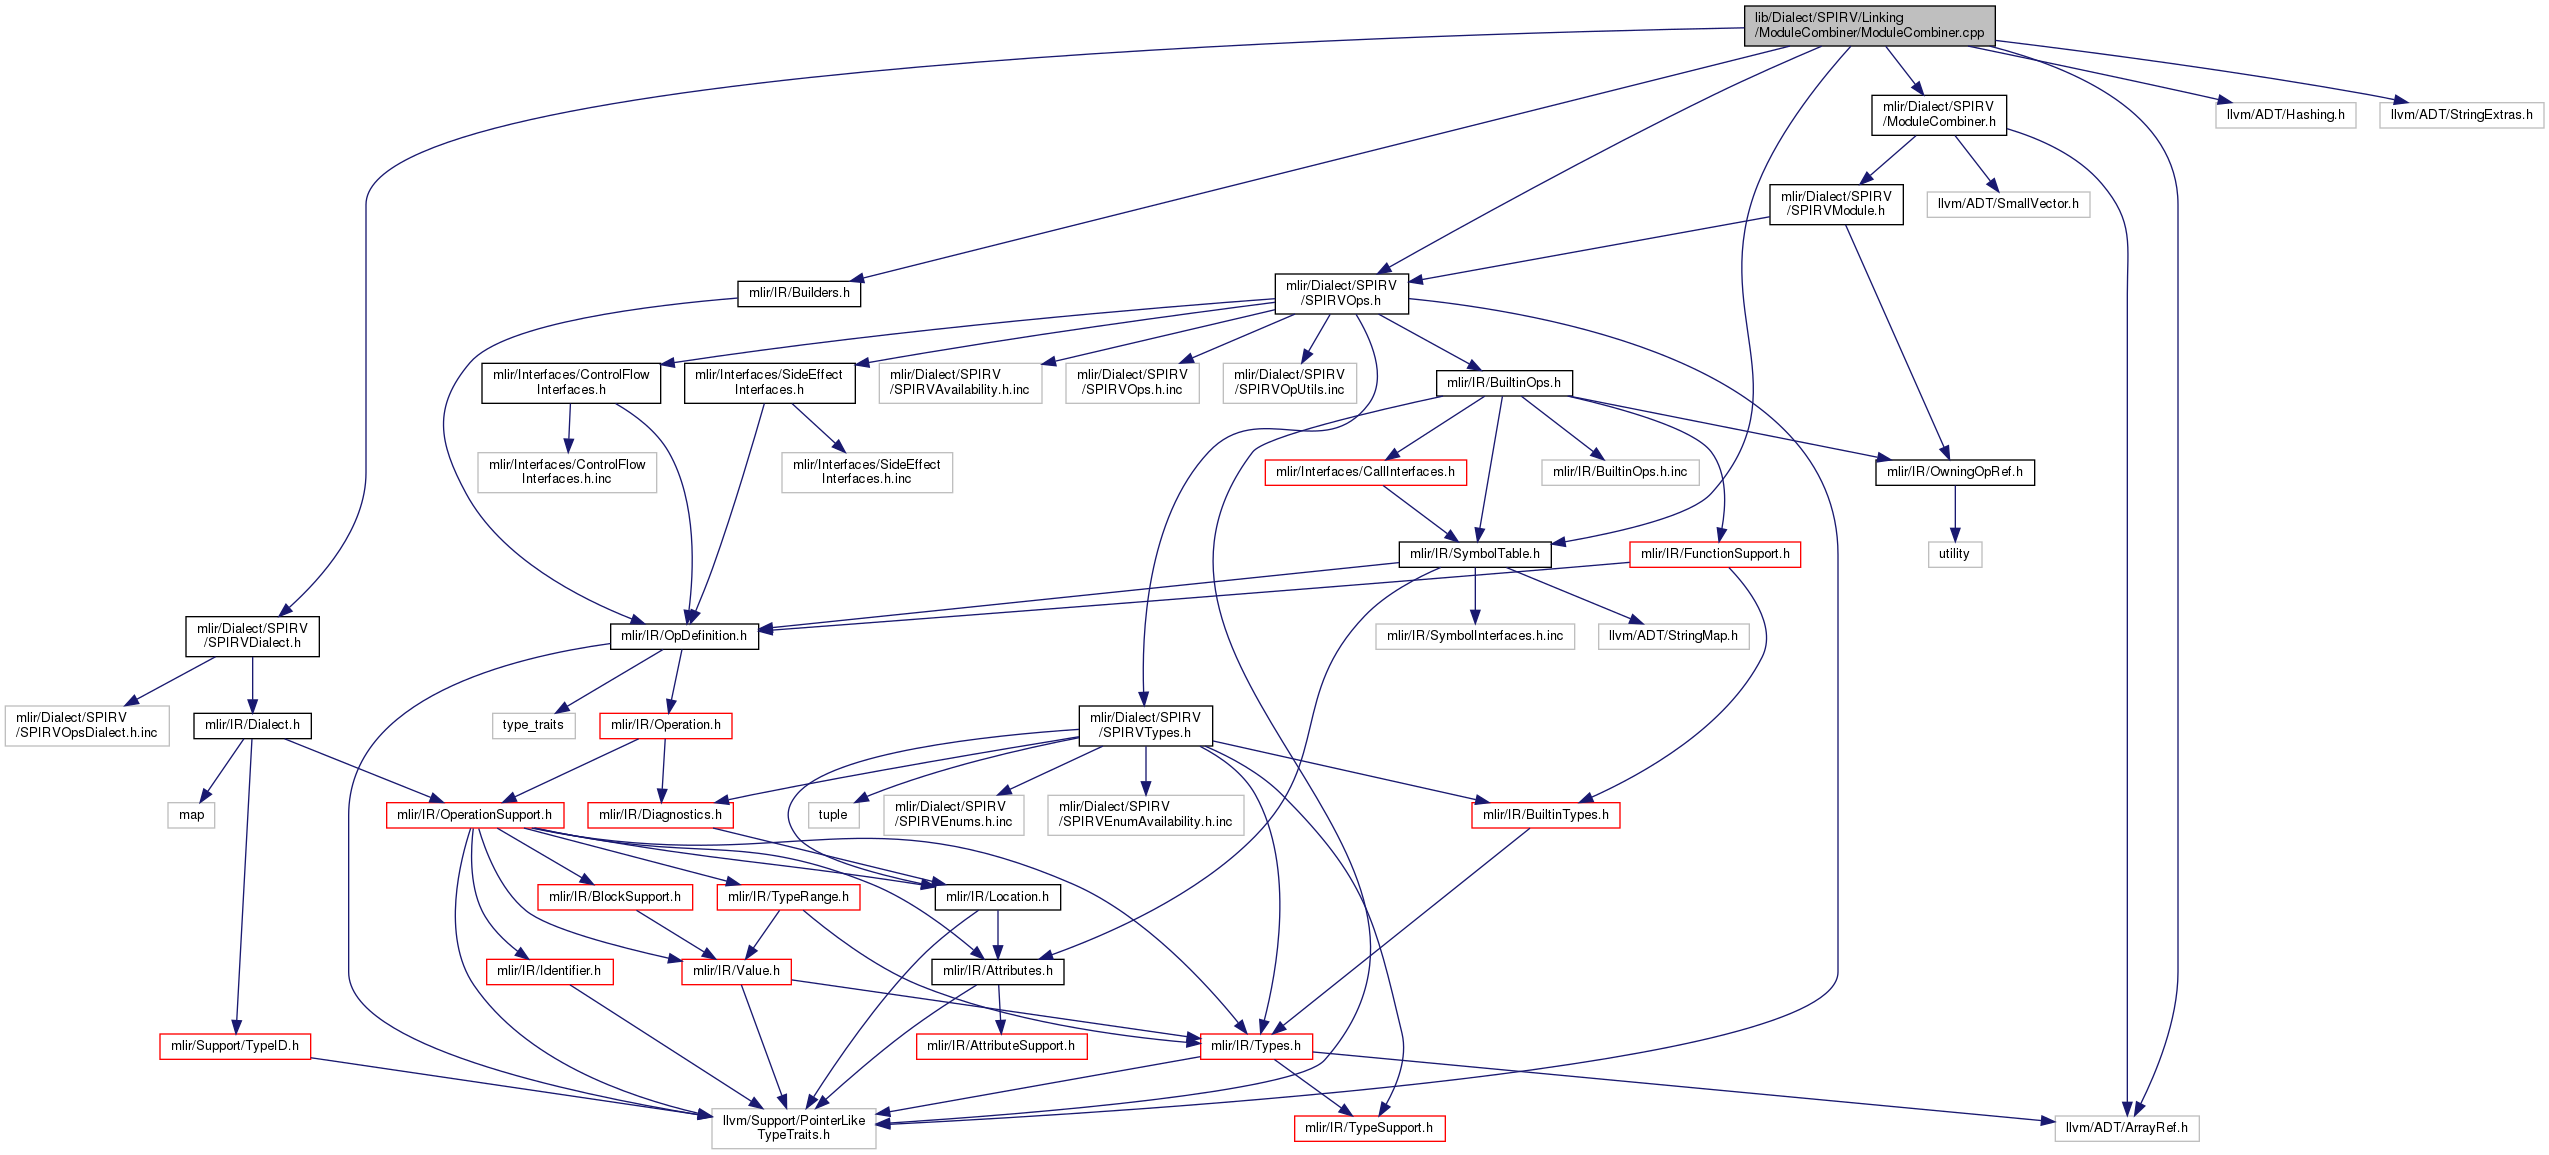 lib/Dialect/SPIRV/Linking
/ModuleCombiner/ModuleCombiner.cpp
mlir/Dialect/SPIRV
/ModuleCombiner.h
llvm/ADT/Hashing.h
llvm/ADT/StringExtras.h
mlir/Dialect/SPIRV
/SPIRVModule.h
llvm/ADT/SmallVector.h
mlir/IR/Builders.h
mlir/Dialect/SPIRV
/SPIRVOps.h
mlir/Interfaces/ControlFlow
Interfaces.h
mlir/Interfaces/SideEffect
Interfaces.h
mlir/Dialect/SPIRV
/SPIRVAvailability.h.inc
mlir/Dialect/SPIRV
/SPIRVOps.h.inc
mlir/Dialect/SPIRV
/SPIRVOpUtils.inc
mlir/IR/BuiltinOps.h
mlir/Interfaces/ControlFlow
Interfaces.h.inc
mlir/Interfaces/SideEffect
Interfaces.h.inc
mlir/Interfaces/CallInterfaces.h
mlir/IR/BuiltinOps.h.inc
mlir/IR/OwningOpRef.h
mlir/IR/SymbolTable.h
mlir/IR/FunctionSupport.h
utility
mlir/Dialect/SPIRV
/SPIRVDialect.h
mlir/IR/OpDefinition.h
mlir/IR/SymbolInterfaces.h.inc
llvm/ADT/StringMap.h
mlir/Dialect/SPIRV
/SPIRVOpsDialect.h.inc
mlir/IR/Dialect.h
type_traits
mlir/IR/Operation.h
mlir/Dialect/SPIRV
/SPIRVTypes.h
map
mlir/IR/OperationSupport.h
mlir/IR/Diagnostics.h
tuple
mlir/Dialect/SPIRV
/SPIRVEnums.h.inc
mlir/Dialect/SPIRV
/SPIRVEnumAvailability.h.inc
mlir/IR/BuiltinTypes.h
mlir/IR/BlockSupport.h
mlir/IR/TypeRange.h
mlir/IR/Location.h
mlir/IR/Identifier.h
mlir/IR/Value.h
mlir/IR/Attributes.h
mlir/Support/TypeID.h
mlir/IR/AttributeSupport.h
mlir/IR/Types.h
llvm/Support/PointerLike
TypeTraits.h
mlir/IR/TypeSupport.h
llvm/ADT/ArrayRef.h